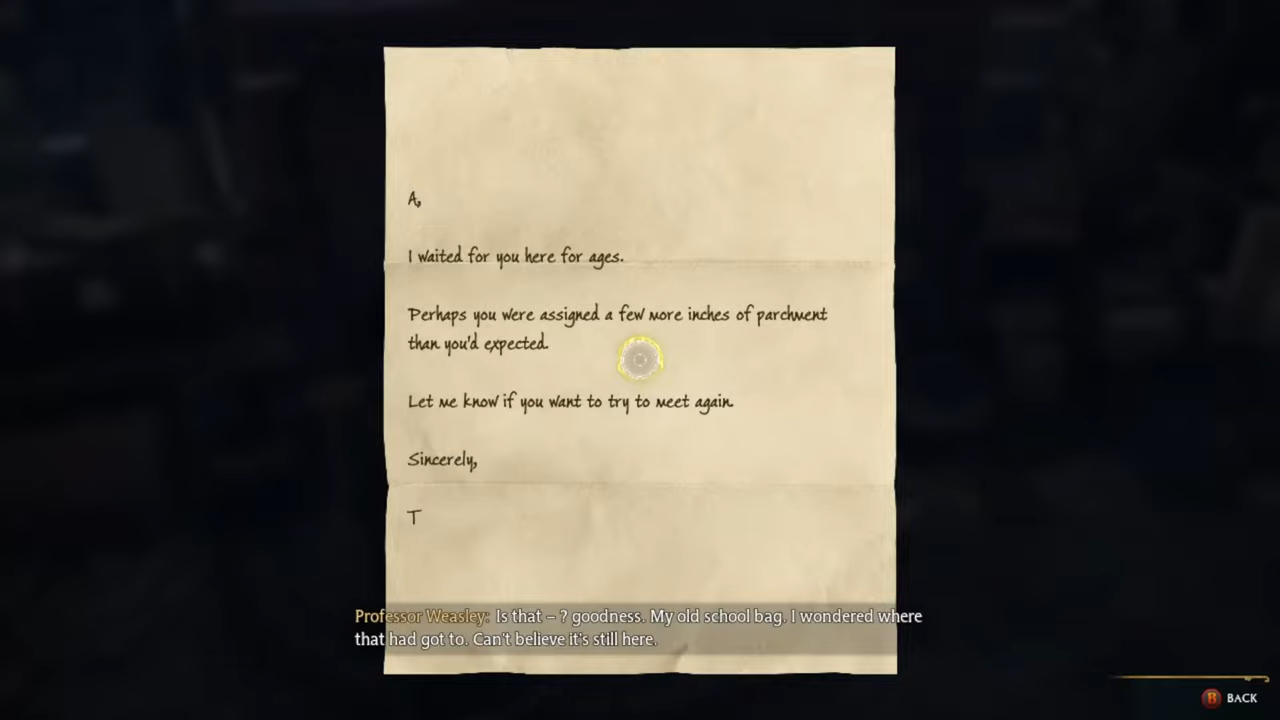 A,
I waited for you here for ages.
Perhaps you were assigned a few more inches of parchment
than you'd expected.
Let me know if you want to try to meet again.
Sincerely,
T
Professor Weasley: Is that – ? goodness. My old school bag. I wondered where
that had got to. Can't believe it's still here.
B BACK